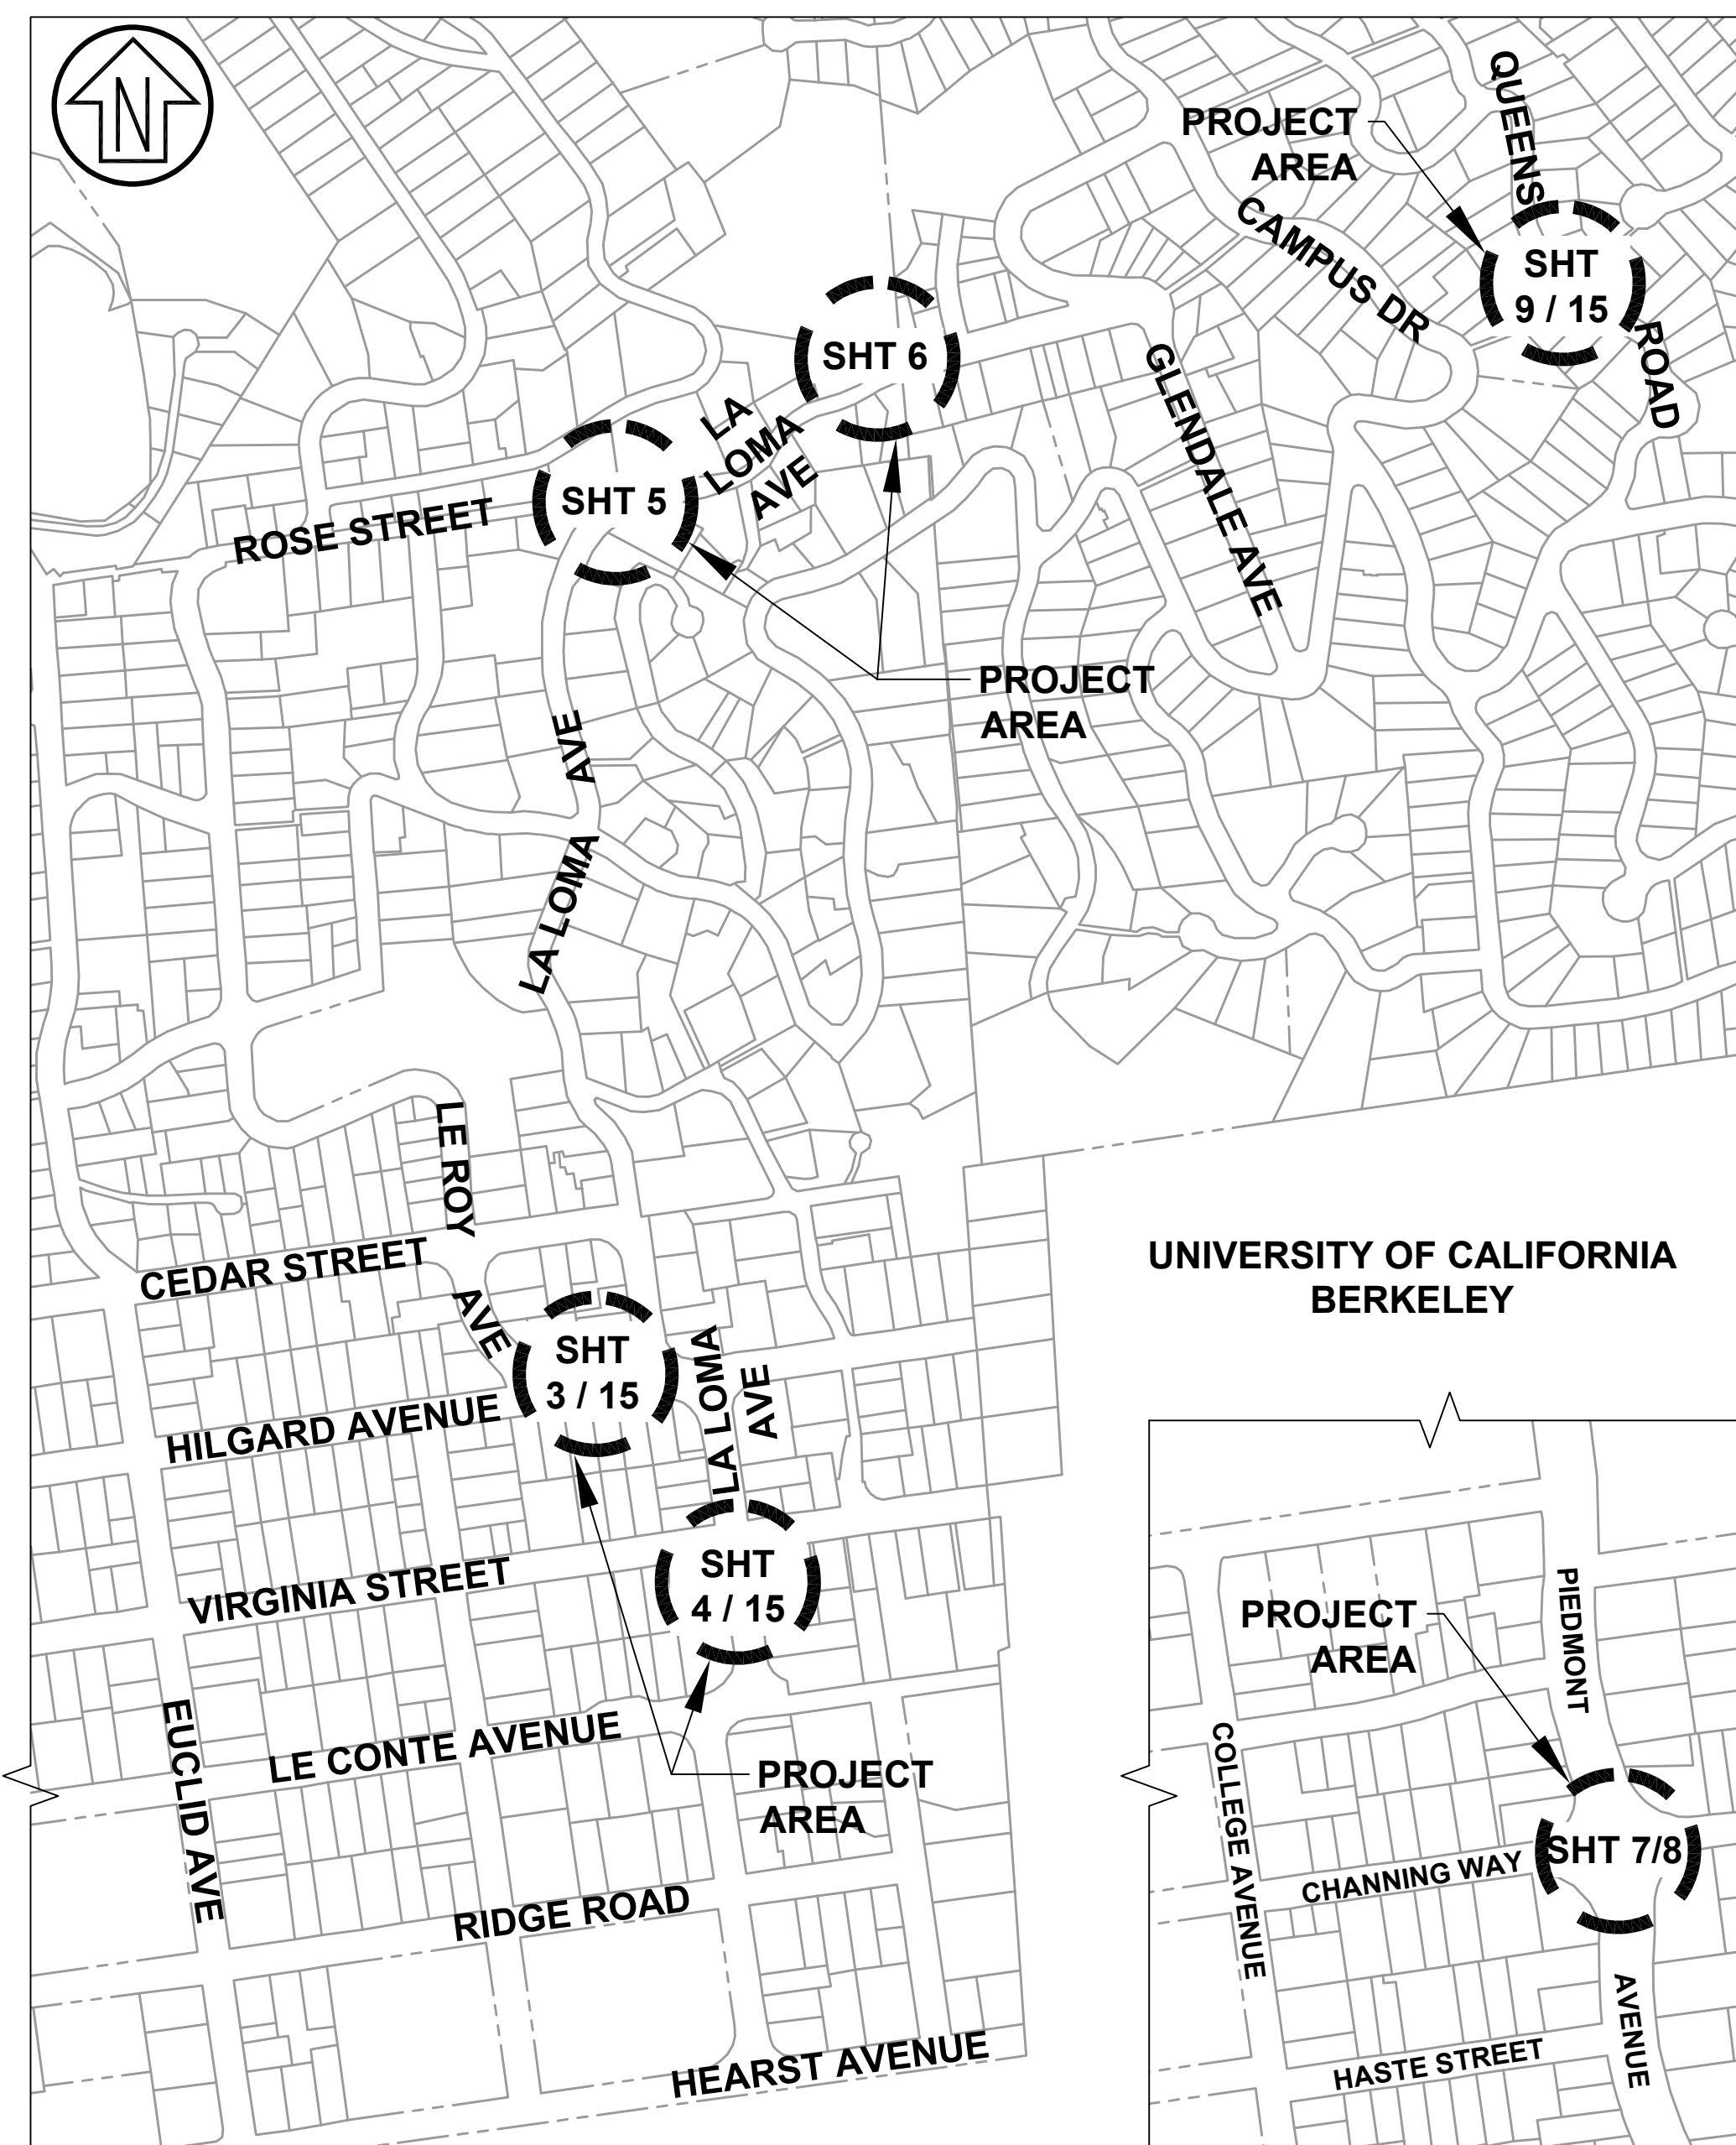 N
QUEENS
ROAD
PROJECT
AREA
CAMPUS DR
SHT
9 / 15
SHT 6
LA
LOMA
AVE
GLENDALE AVE
SHT 5
ROSE STREET
PROJECT
AREA
AVE
LA LOMA
LE ROY
AVE
CEDAR STREET
UNIVERSITY OF CALIFORNIA
BERKELEY
SHT
3 / 15
LA LOMA
AVE
HILGARD AVENUE
SHT
4 / 15
VIRGINIA STREET
PIEDMONT
PROJECT
AREA
EUCLID AVE
LE CONTE AVENUE
COLLEGE AVENUE
PROJECT
AREA
SHT 7/8
CHANNING WAY
RIDGE ROAD
AVENUE
HEARST AVENUE
HASTE STREET